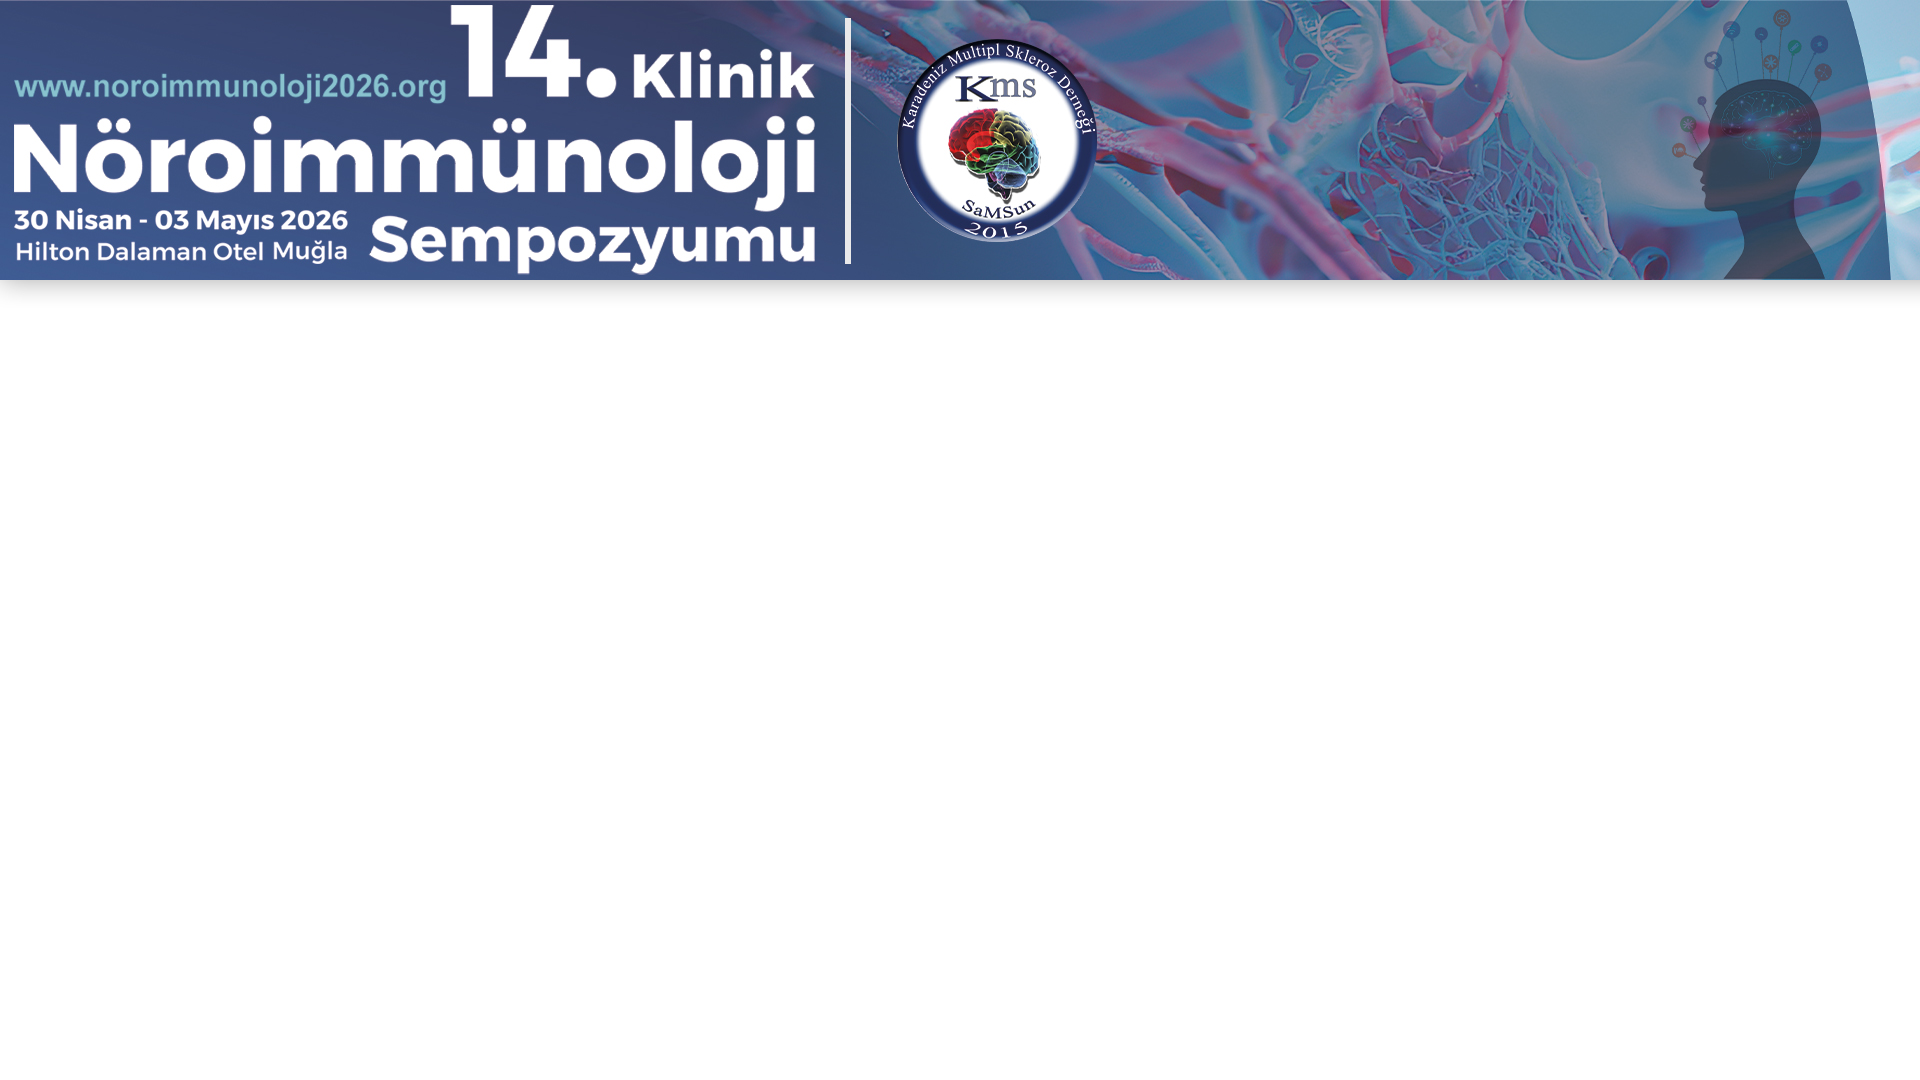 www.noroimmunoloji2026.org
14. Klinik
Nöroimmünoloji
Sempozyumu
30 Nisan - 03 Mayıs 2026
Hilton Dalaman Otel Muğla
Karadeniz Multipl Skleroz Derneği
Kms
SaMSun
2015